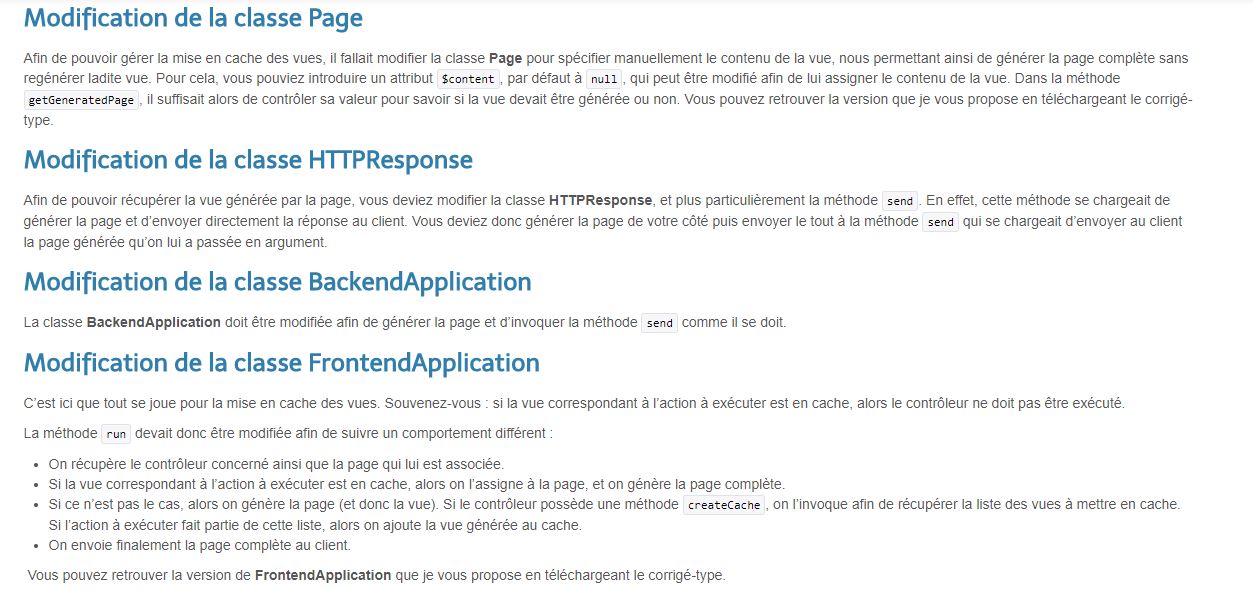 Modification de la classe Page
Afin de pouvoir gérer la mise en cache des vues, il fallait modifier la classe Page pour spécifier manuellement le contenu de la vue, nous permettant ainsi de générer la page complète sans
regénérer ladite vue. Pour cela, vous pouviez introduire un attribut $content, par défaut à null, qui peut être modifié afin de lui assigner le contenu de la vue. Dans la méthode
getGeneratedPage, il suffisait alors de contrôler sa valeur pour savoir si la vue devait être générée ou non. Vous pouvez retrouver la version que je vous propose en téléchargeant le corrigé-
type.
Modification de la classe HTTPResponse
Afin de pouvoir récupérer la vue générée par la page, vous deviez modifier la classe HTTPResponse, et plus particulièrement la méthode send. En effet, cette méthode se chargeait de
générer la page et d’envoyer directement la réponse au client. Vous deviez donc générer la page de votre côté puis envoyer le tout à la méthode send qui se chargeait d’envoyer au client
la page générée qu’on lui a passée en argument.
Modification de la classe BackendApplication
La classe BackendApplication doit être modifiée afin de générer la page et d’invoquer la méthode send comme il se doit.
Modification de la classe FrontendApplication
C’est ici que tout se joue pour la mise en cache des vues. Souvenez-vous : si la vue correspondant à l’action à exécuter est en cache, alors le contrôleur ne doit pas être exécuté.
La méthode run devait donc être modifiée afin de suivre un comportement différent :
• On récupère le contrôleur concerné ainsi que la page qui lui est associée.
• Si la vue correspondant à l’action à exécuter est en cache, alors on l’assigne à la page, et on génère la page complète.
• Si ce n’est pas le cas, alors on génère la page (et donc la vue). Si le contrôleur possède une méthode createCache, on l’invoque afin de récupérer la liste des vues à mettre en cache.
Si l’action à exécuter fait partie de cette liste, alors on ajoute la vue générée au cache.
• On envoie finalement la page complète au client.
Vous pouvez retrouver la version de FrontendApplication que je vous propose en téléchargeant le corrigé-type.